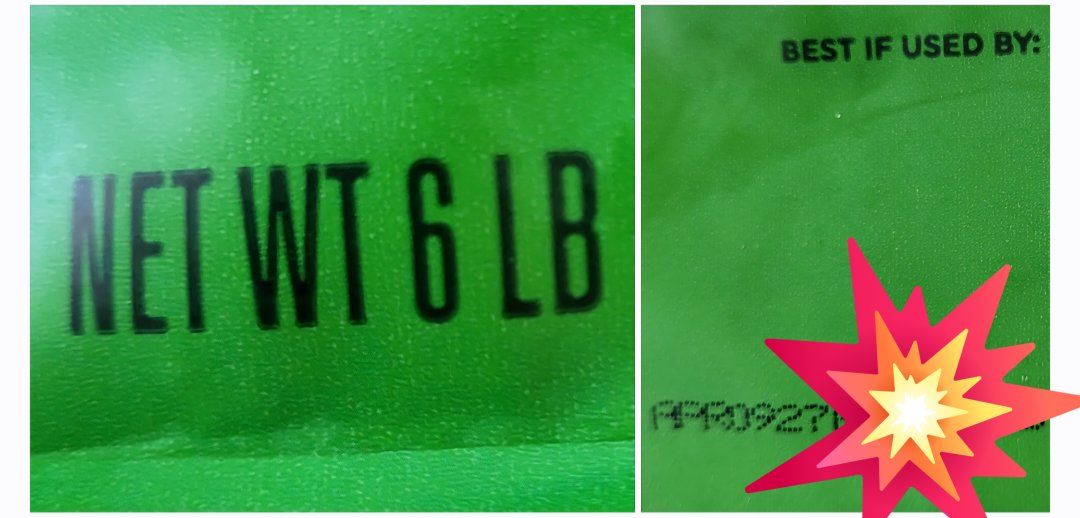 NET WT 6 LB
BEST IF USED BY: